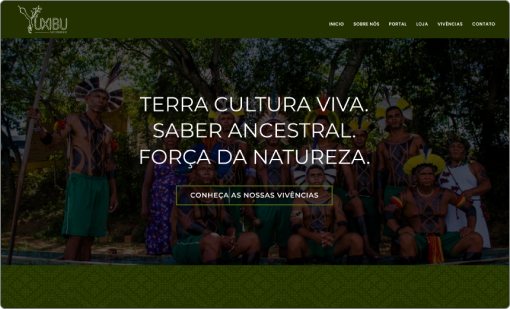 YUXIBU
INICIO SOBRE NÓS PORTAL LOJA VIVÊNCIAS CONTATO
TERRA CULTURA VIVA.
SABER ANCESTRAL.
FORÇA DA NATUREZA.
CONHEÇA AS NOSSAS VIVÊNCIAS